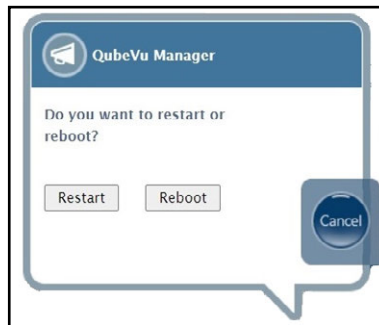 QubeVu Manager
Do you want to restart or
reboot?
Restart
Reboot
Cancel